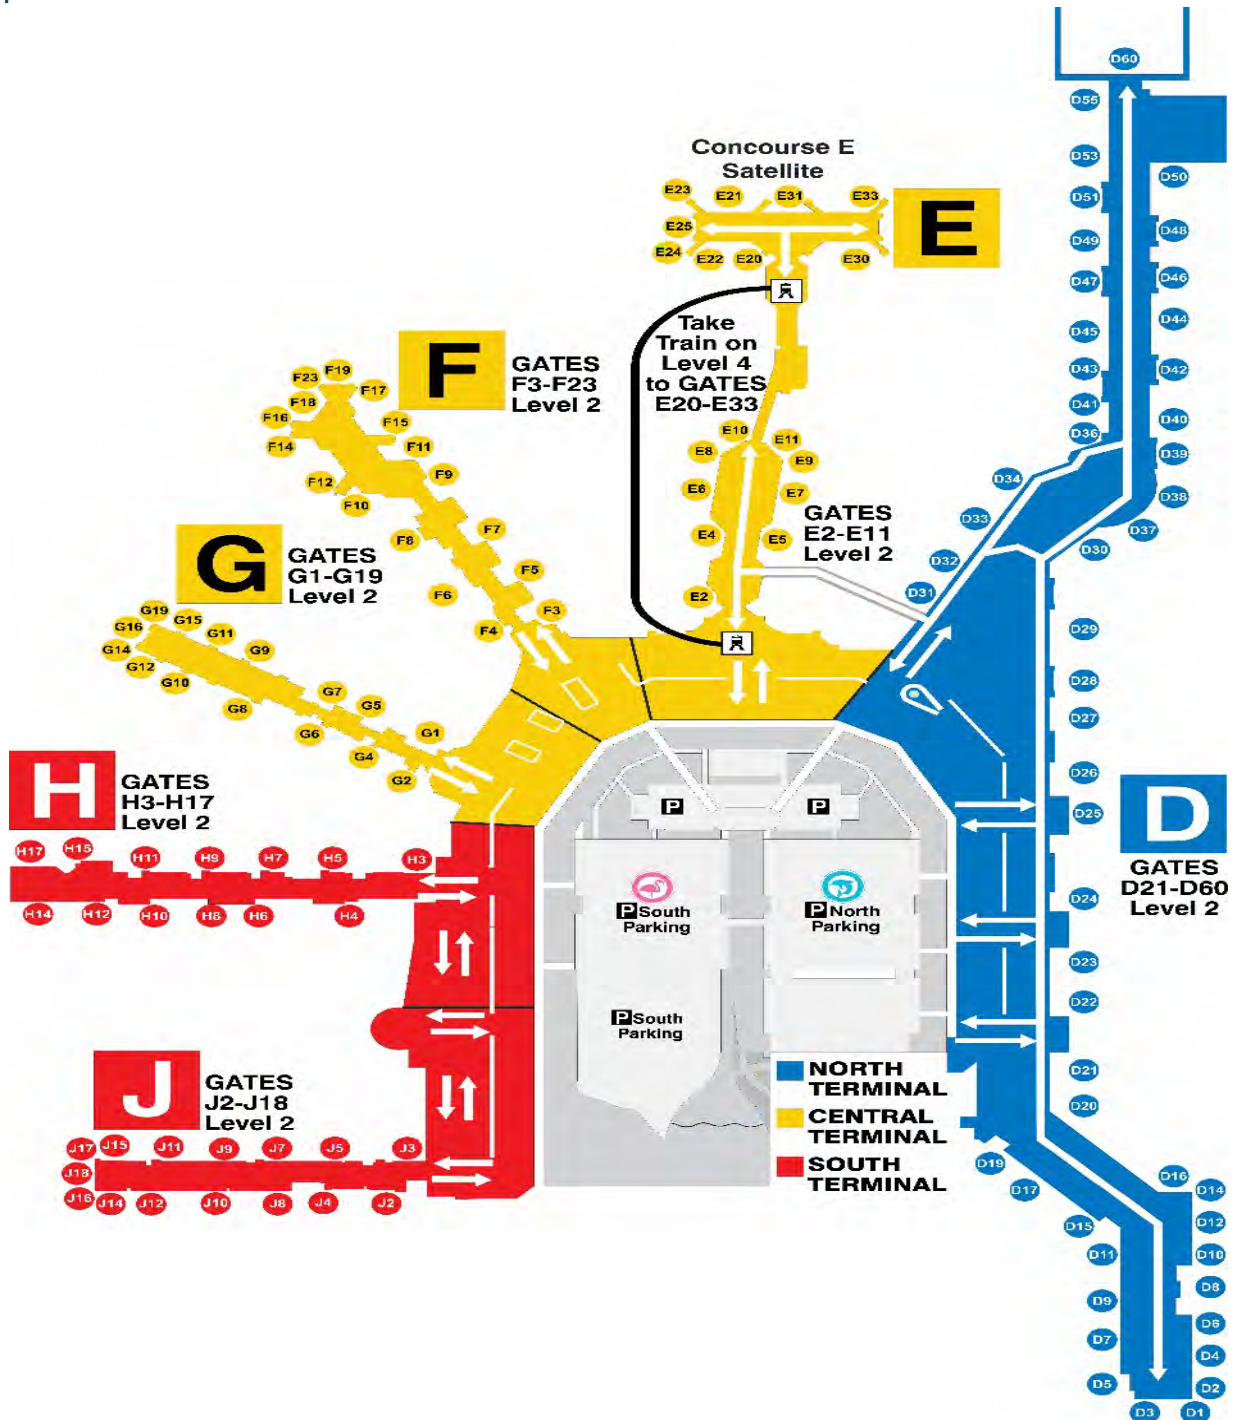 D60
D55
D53
D50
D51
D48
D49
D46
D47
D44
D45
D43
D42
D41
D40
D36
D39
D34
D38
D33
D37
D30
D32
D31
Concourse E
Satellite
E23
E21
E31
E33
E25
E24
E22
E20
E30
E
Take
Train on
Level 4
to GATES
E20-E33
E10
E11
E8
E9
E6
E7
E4
E5
E2
GATES
E2-E11
Level 2
F
GATES
F3-F23
Level 2
F23
F19
F17
F18
F16
F15
F14
F11
F12
F9
F10
F8
F7
F6
F5
F4
F3
G
GATES
G1-G19
Level 2
G19
G16
G15
G14
G11
G12
G9
G10
G8
G7
G5
G6
G4
G1
G2
H
GATES
H3-H17
Level 2
H17
H15
H11
H9
H7
H5
H3
H14
H12
H10
H8
H6
H4
P
P
P South
Parking
P North
Parking
P South
Parking
J
GATES
J2-J18
Level 2
J17
J15
J11
J9
J7
J5
J3
J18
J16
J14
J12
J10
J8
J4
J2
NORTH
TERMINAL
CENTRAL
TERMINAL
SOUTH
TERMINAL
D29
D28
D27
D26
D25
D24
D23
D22
D21
D20
D
GATES
D21-D60
Level 2
D19
D17
D16
D14
D15
D12
D11
D10
D8
D9
D6
D7
D4
D5
D2
D3
D1